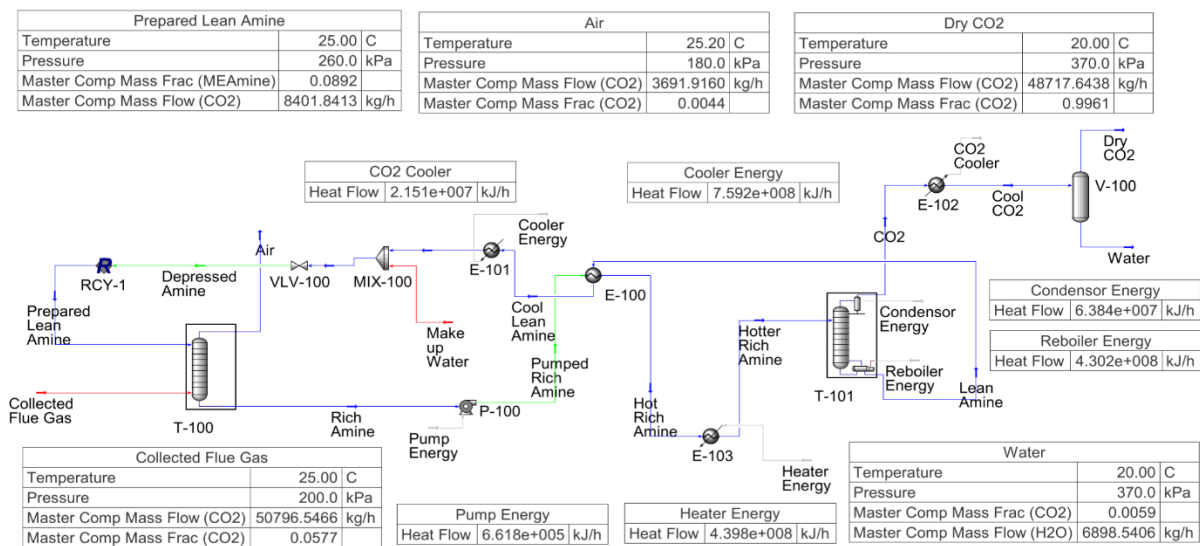 Prepared Lean Amine
Temperature 25.00 C
Pressure 260.0 kPa
Master Comp Mass Frac (MEAmine) 0.0892
Master Comp Mass Flow (CO2) 8401.8413 kg/h
Air
Temperature 25.20 C
Pressure 180.0 kPa
Master Comp Mass Flow (CO2) 3691.9160 kg/h
Master Comp Mass Frac (CO2) 0.0044
Dry CO2
Temperature 20.00 C
Pressure 370.0 kPa
Master Comp Mass Flow (CO2) 48717.6438 kg/h
Master Comp Mass Frac (CO2) 0.9961
CO2 Cooler
Heat Flow 2.151e+007 kJ/h
Cooler Energy
Heat Flow 7.592e+008 kJ/h
CO2
Cooler
E-102
Cool
CO2
Dry
CO2
V-100
Water
CO2
Air
RCY-1
Depressed
Amine
VLV-100
MIX-100
E-101
Cooler
Energy
E-100
Prepared
Lean
Amine
Make
up
Water
Cool
Lean
Amine
Pumped
Rich
Amine
Hotter
Rich
Amine
Condensor
Energy
Reboiler
Energy
T-101
Lean
Amine
Condensor Energy
Heat Flow 6.384e+007 kJ/h
Reboiler Energy
Heat Flow 4.302e+008 kJ/h
Collected
Flue Gas
T-100
Rich
Amine
P-100
Pump
Energy
Hot
Rich
Amine
E-103
Heater
Energy
Collected Flue Gas
Temperature 25.00 C
Pressure 200.0 kPa
Master Comp Mass Flow (CO2) 50796.5466 kg/h
Master Comp Mass Frac (CO2) 0.0577
Pump Energy
Heat Flow 6.618e+005 kJ/h
Heater Energy
Heat Flow 4.398e+008 kJ/h
Water
Temperature 20.00 C
Pressure 370.0 kPa
Master Comp Mass Frac (CO2) 0.0059
Master Comp Mass Flow (H2O) 6898.5406 kg/h